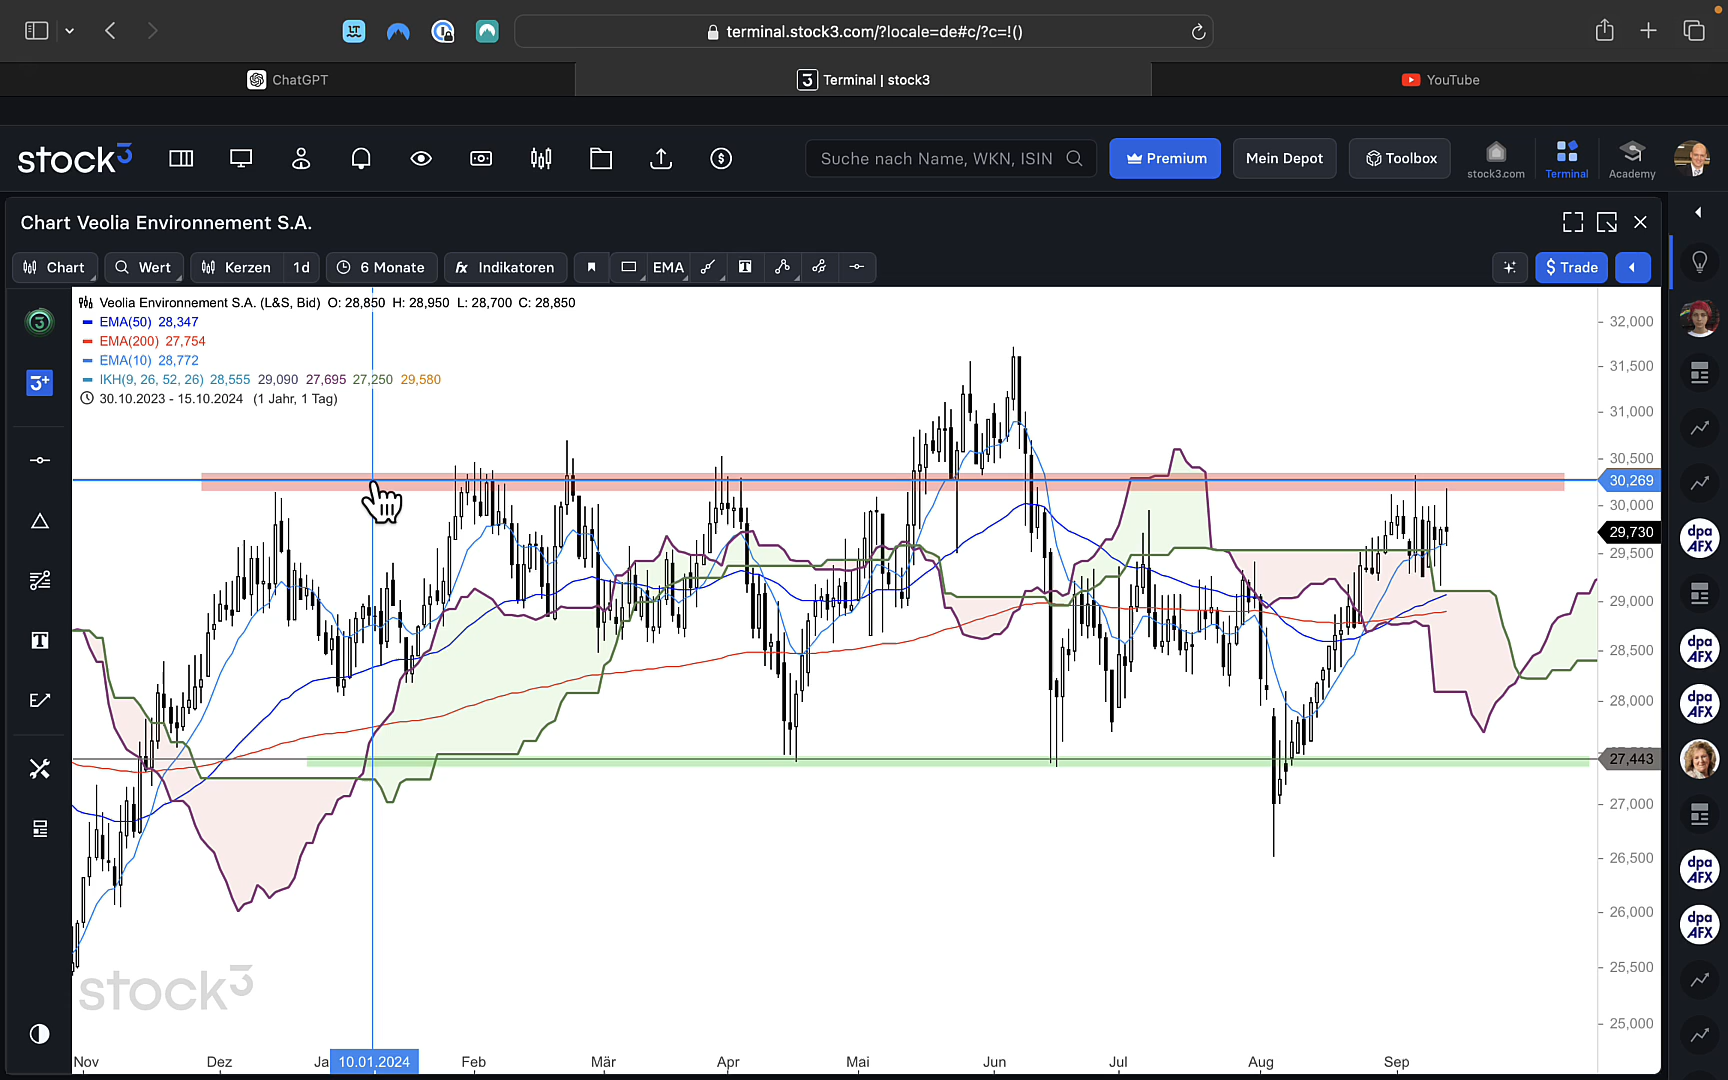 terminal.stock3.com/?locale=de#c/?c=!()
ChatGPT
Terminal | stock3
YouTube
stock3
Suche nach Name, WKN, ISIN
Premium
Mein Depot
Toolbox
stock3.com
Terminal
Academy
Chart Veolia Environnement S.A.
Chart
Wert
Kerzen
1d
6 Monate
fx Indikatoren
EMA
$ Trade
Veolia Environnement S.A. (L&S, Bid) O: 28,850 H: 28,950 L: 28,700 C: 28,850
EMA(50) 28,347
EMA(200) 27,754
EMA(10) 28,772
IKH(9, 26, 52, 26) 28,555 29,090 27,695 27,250 29,580
30.10.2023 - 15.10.2024 (1 Jahr, 1 Tag)
32,000
31,500
31,000
30,500
30,269
30,000
29,730
29,500
29,000
28,500
28,000
27,443
27,000
26,500
26,000
25,500
25,000
stock3
Nov
Dez
Ja
10.01.2024
Feb
Mär
Apr
Mai
Jun
Jul
Aug
Sep
dpa
AFX
dpa
AFX
dpa
AFX
dpa
AFX
dpa
AFX